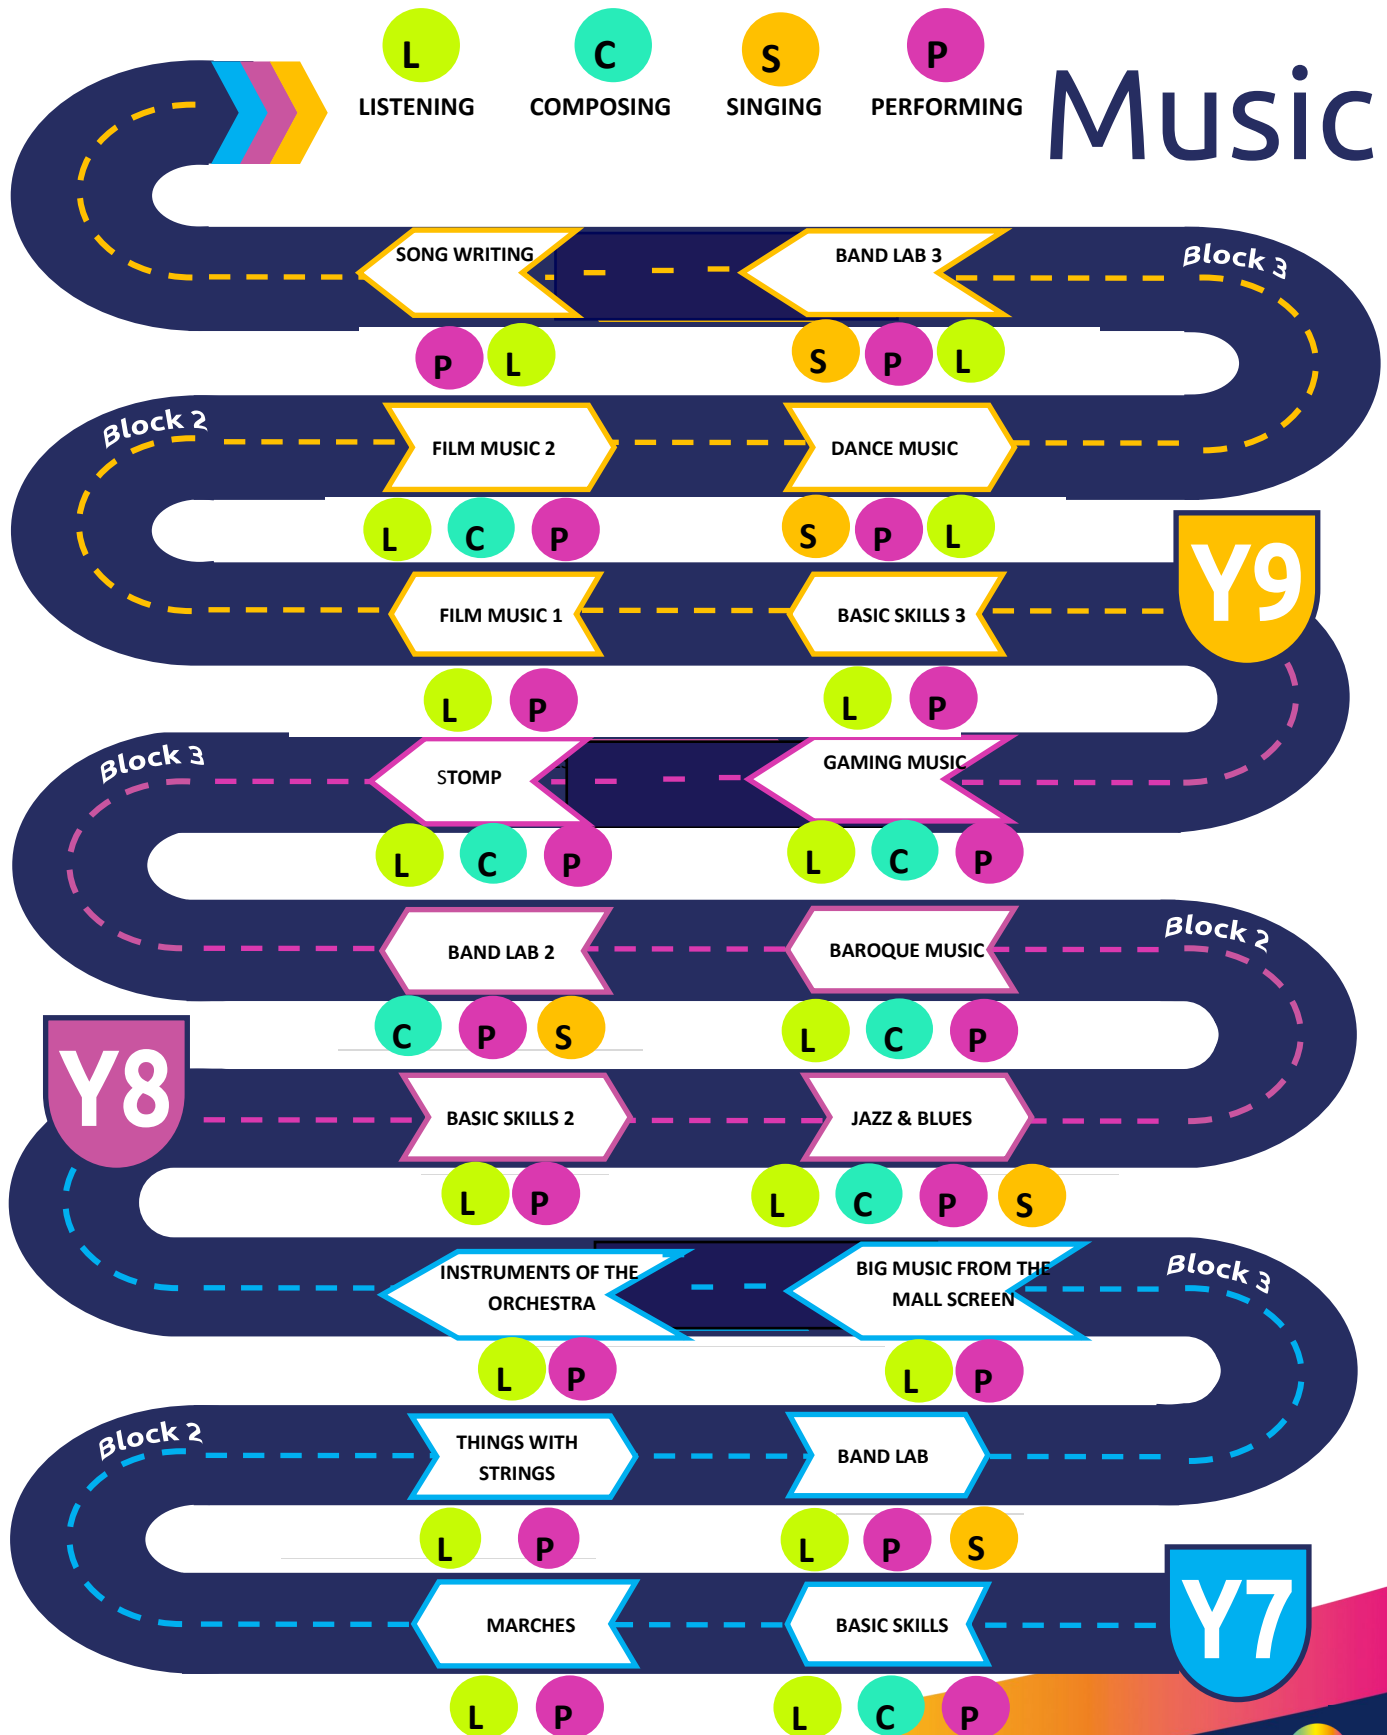 L C S P
LISTENING COMPOSING SINGING PERFORMING
Music
SONG WRITING BAND LAB 3 Block 3
P L S P L
Block 2
FILM MUSIC 2 DANCE MUSIC
L C P S P L
Y9
FILM MUSIC 1 BASIC SKILLS 3
L P L P
Block 3
STOMP GAMING MUSIC
L C P L C P
Block 2
BAND LAB 2 BAROQUE MUSIC
C P S L C P
Y8
BASIC SKILLS 2 JAZZ & BLUES
L P L C P S
INSTRUMENTS OF THE
ORCHESTRA
BIG MUSIC FROM THE
MALL SCREEN
Block 3
L P L P
Block 2
THINGS WITH
STRINGS
BAND LAB
L P L P S
Y7
MARCHES BASIC SKILLS
L P L C P